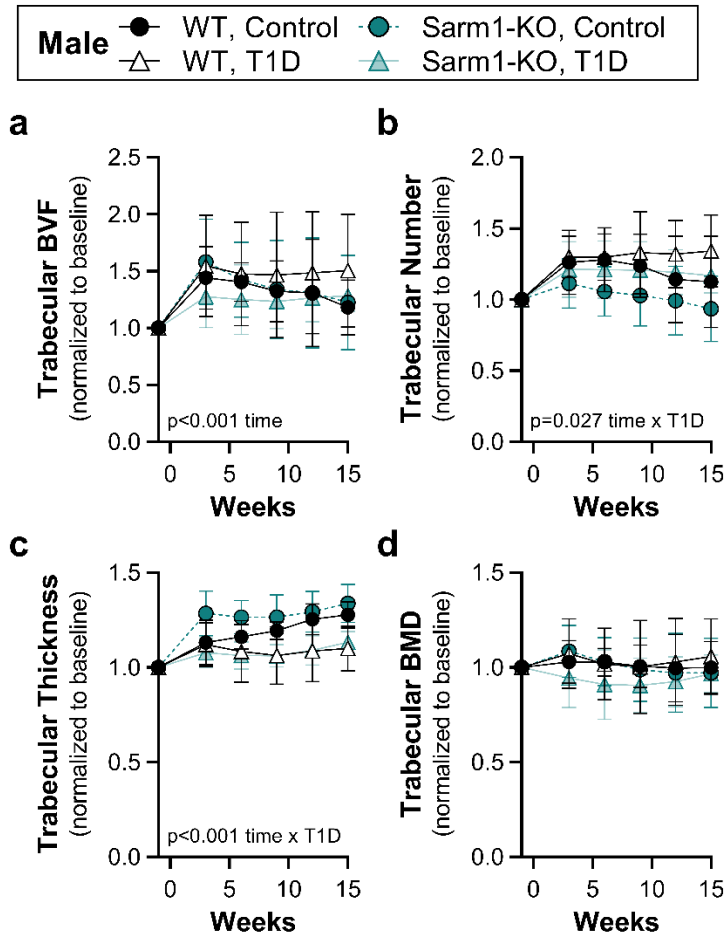 Male
WT, Control
Sarm1-KO, Control
WT, T1D
Sarm1-KO, T1D
a
Trabecular BVF
(normalized to baseline)
2.5
2.0
1.5
1.0
0.5
0.0
p<0.001 time
0 5 10 15
Weeks
b
Trabecular Number
(normalized to baseline)
2.0
1.5
1.0
0.5
0.0
p=0.027 time x T1D
0 5 10 15
Weeks
c
Trabecular Thickness
(normalized to baseline)
1.5
1.0
0.5
0.0
p<0.001 time x T1D
0 5 10 15
Weeks
d
Trabecular BMD
(normalized to baseline)
1.5
1.0
0.5
0.0
0 5 10 15
Weeks